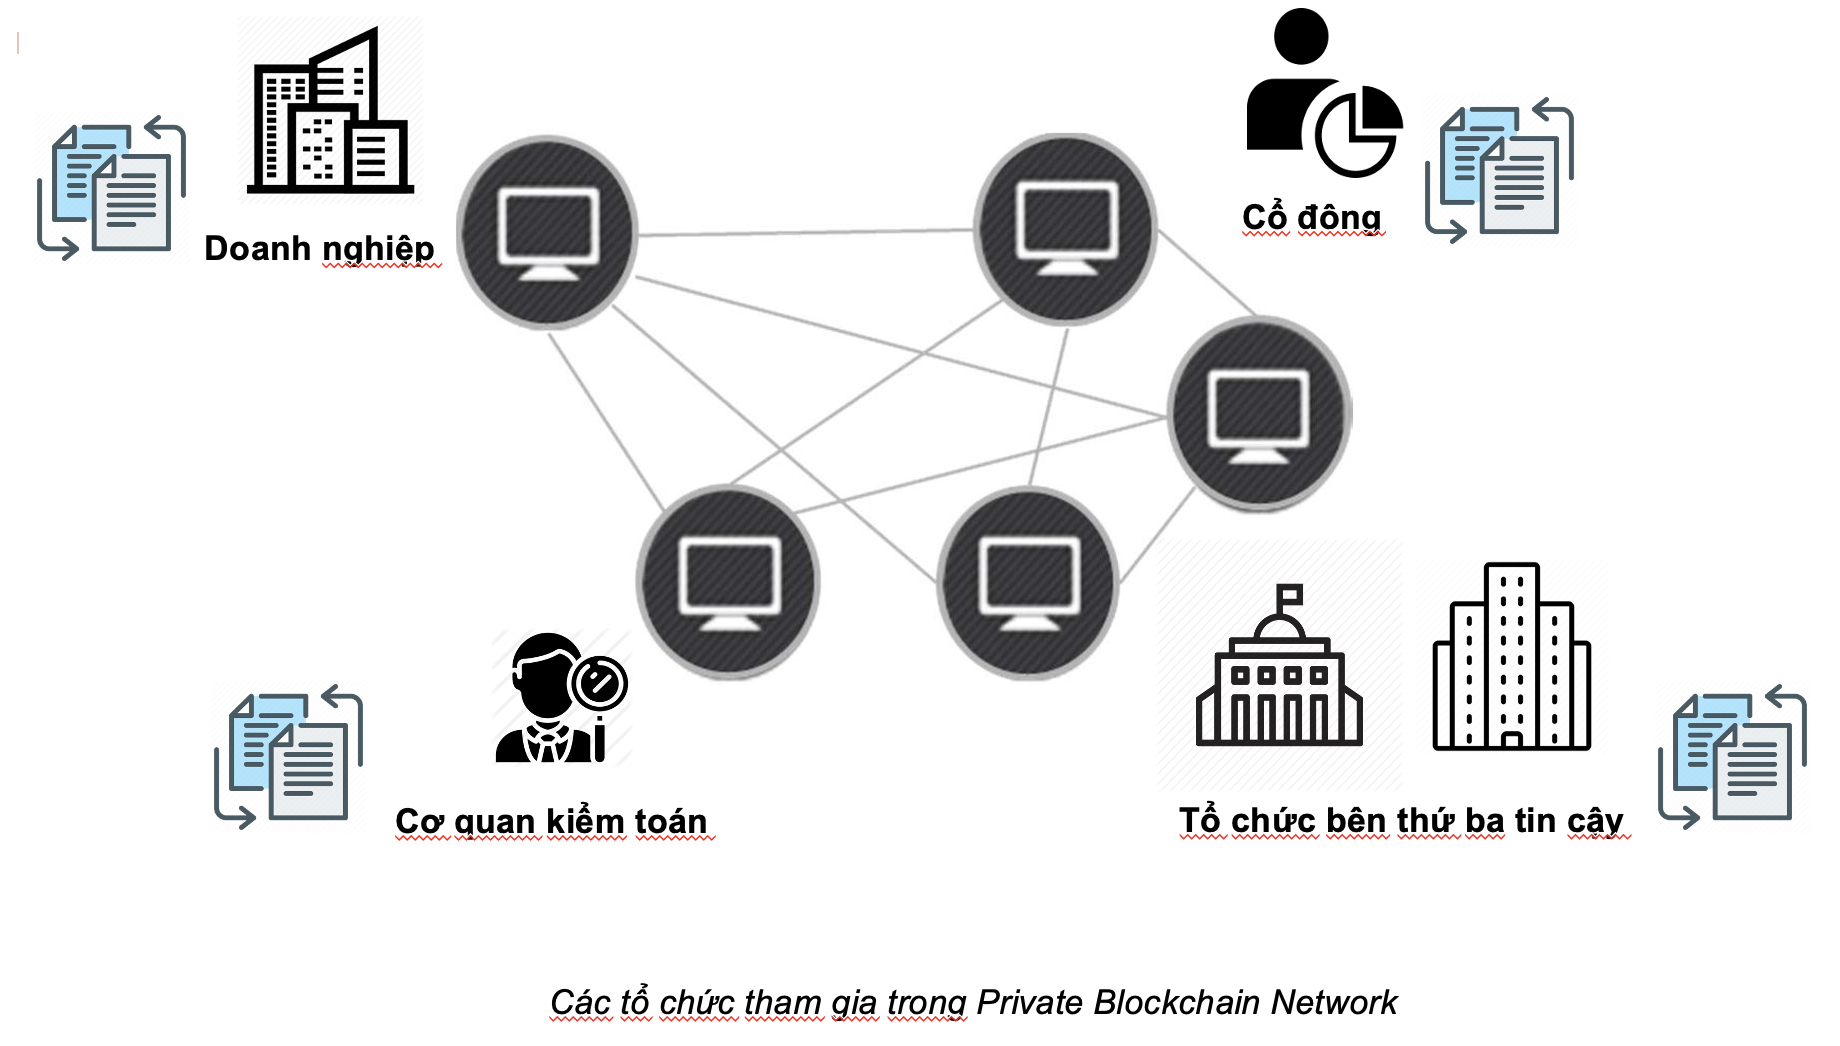 Doanh nghiệp
Cổ đông
Cơ quan kiểm toán
Tổ chức bên thứ ba tin cậy
Các tổ chức tham gia trong Private Blockchain Network